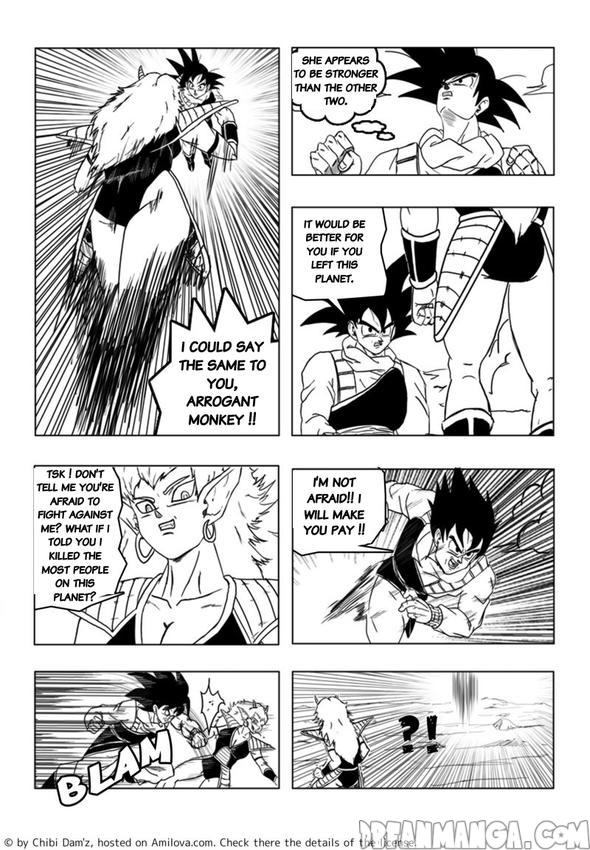 I COULD SAY
THE SAME TO
YOU,
ARROGANT
MONKEY !!
SHE APPEARS
TO BE STRONGER
THAN THE OTHER
TWO.
IT WOULD BE
BETTER FOR
YOU IF YOU
LEFT THIS
PLANET.
TSK ! DON'T
TELL ME YOU'RE
AFRAID TO
FIGHT AGAINST
ME? WHAT IF I
TOLD YOU I
KILLED THE
MOST PEOPLE
ON THIS
PLANET?
I'M NOT
AFRAID!! I
WILL MAKE
YOU PAY !!
BLAM
?!
© by Chibi Dam'z, hosted on Amilova.com. Check there the details of the license.
DREANMANGA.COM